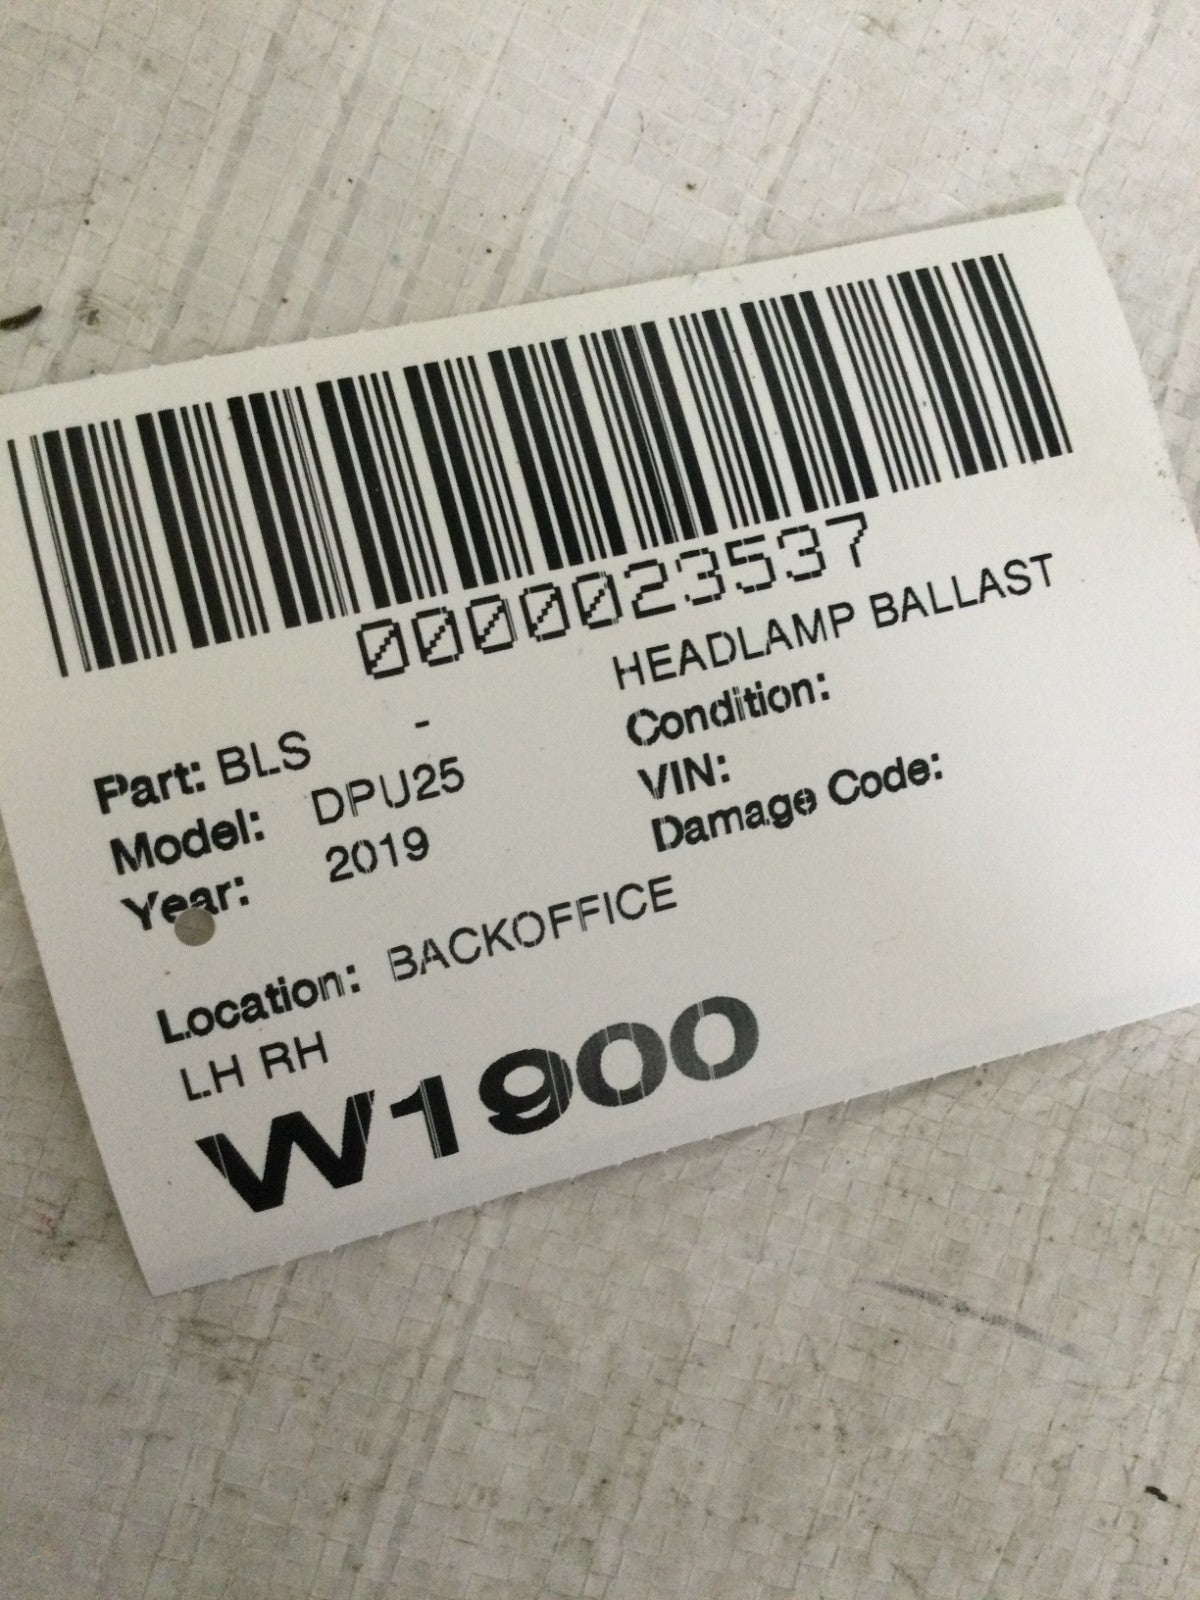 0000023537
Part: BLS - HEADLAMP BALLAST
Model: DPU25 Condition:
Year: 2019 VIN:
Damage Code:
Location: BACKOFFICE
LH RH
W1900